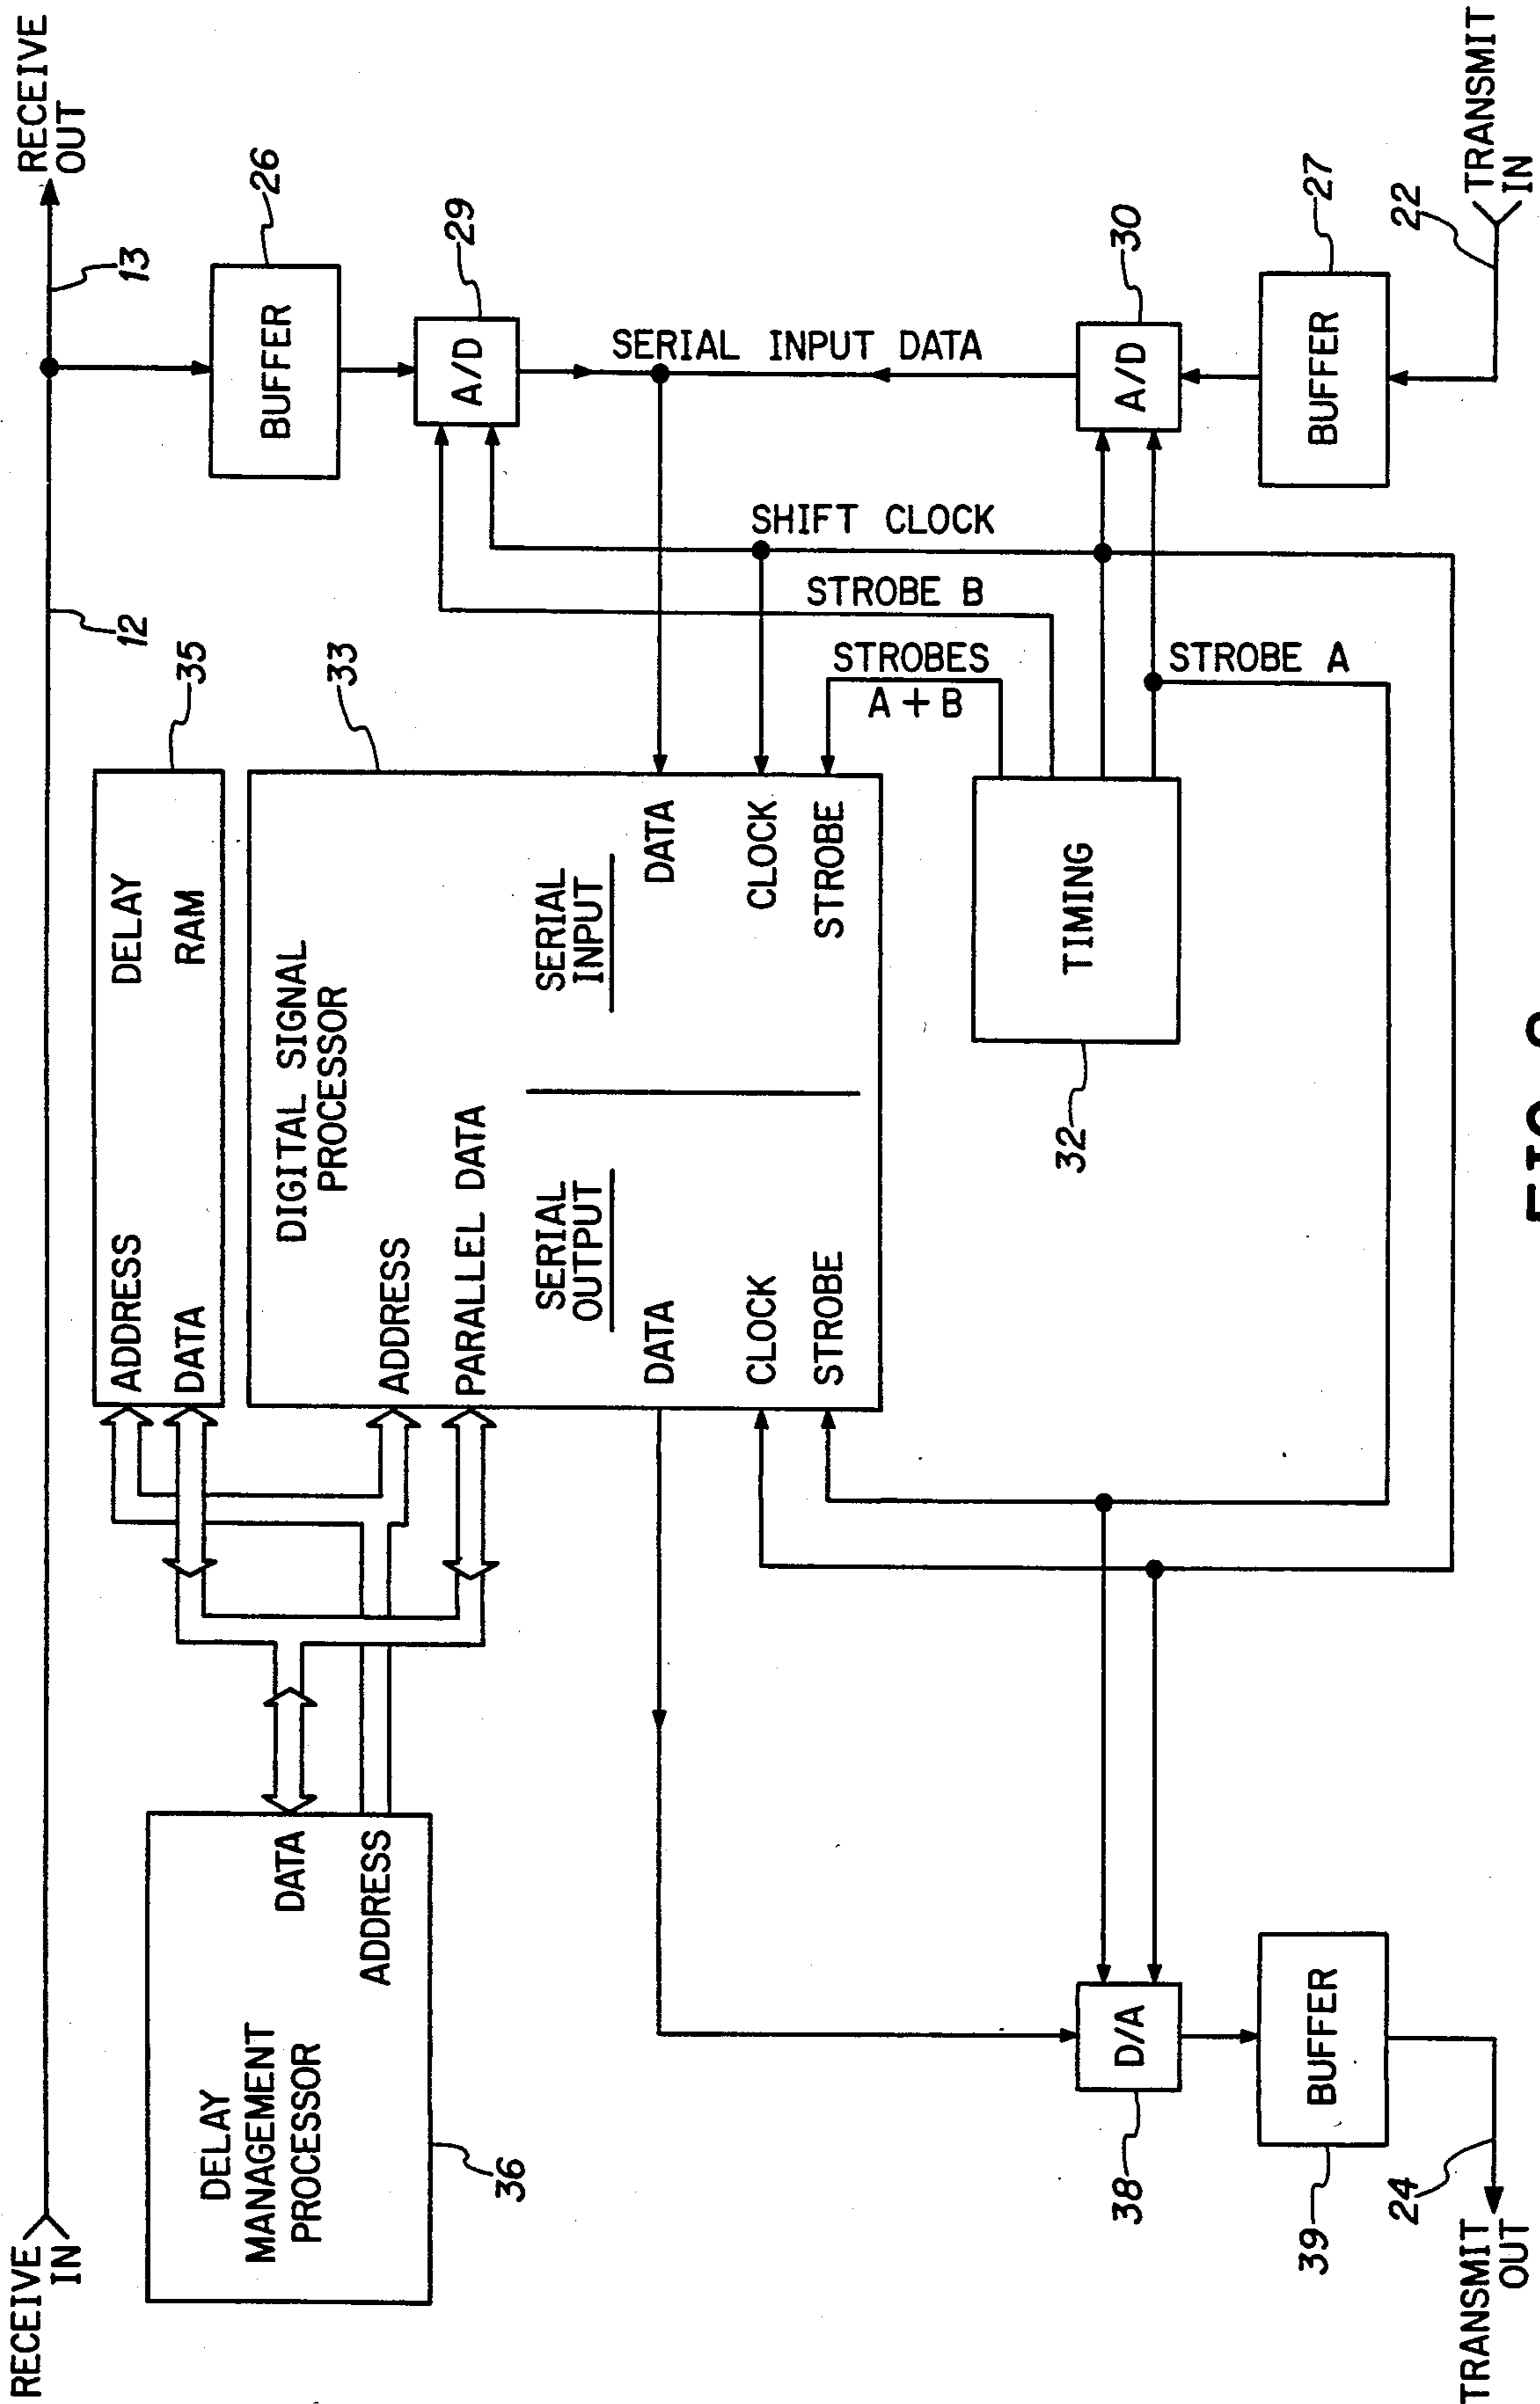 RECEIVE
IN
12
13
RECEIVE
OUT
DELAY
MANAGEMENT
PROCESSOR
DATA
ADDRESS
36
ADDRESS
DATA
DELAY
RAM
35
DIGITAL SIGNAL
PROCESSOR
33
ADDRESS
PARALLEL DATA
SERIAL
OUTPUT
DATA
CLOCK
STROBE
SERIAL
INPUT
DATA
CLOCK
STROBE
BUFFER
26
A/D
29
SERIAL INPUT DATA
SHIFT CLOCK
STROBE B
STROBES
A + B
STROBE A
TIMING
32
A/D
30
BUFFER
27
22
TRANSMIT
IN
D/A
38
BUFFER
39
24
TRANSMIT
OUT
FIG